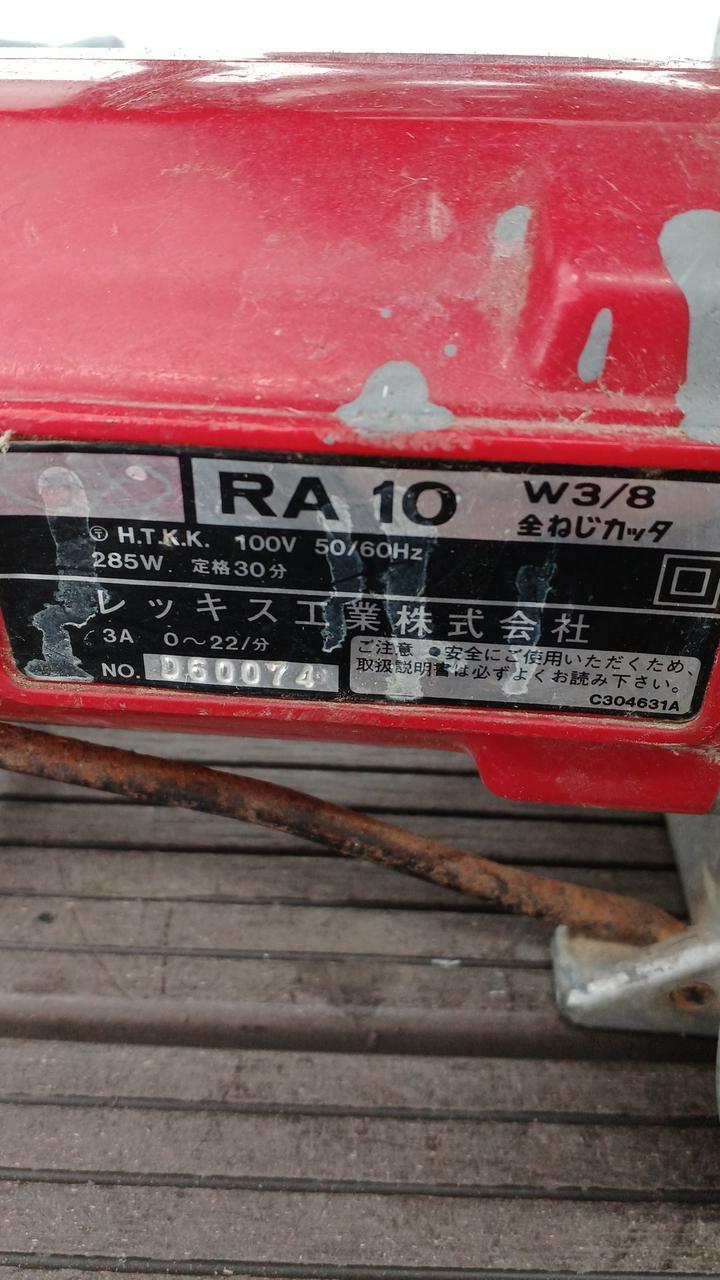 RA 10
W3/8
全ねじカッタ
〒 H.T.K.K. 100V 50/60Hz
285W 定格30分
レッキス工業株式会社
3A 0～22/分
NO. 960074
ご注意 ●安全にご使用いただくため、
取扱説明書は必ずよくお読み下さい。
C304631A